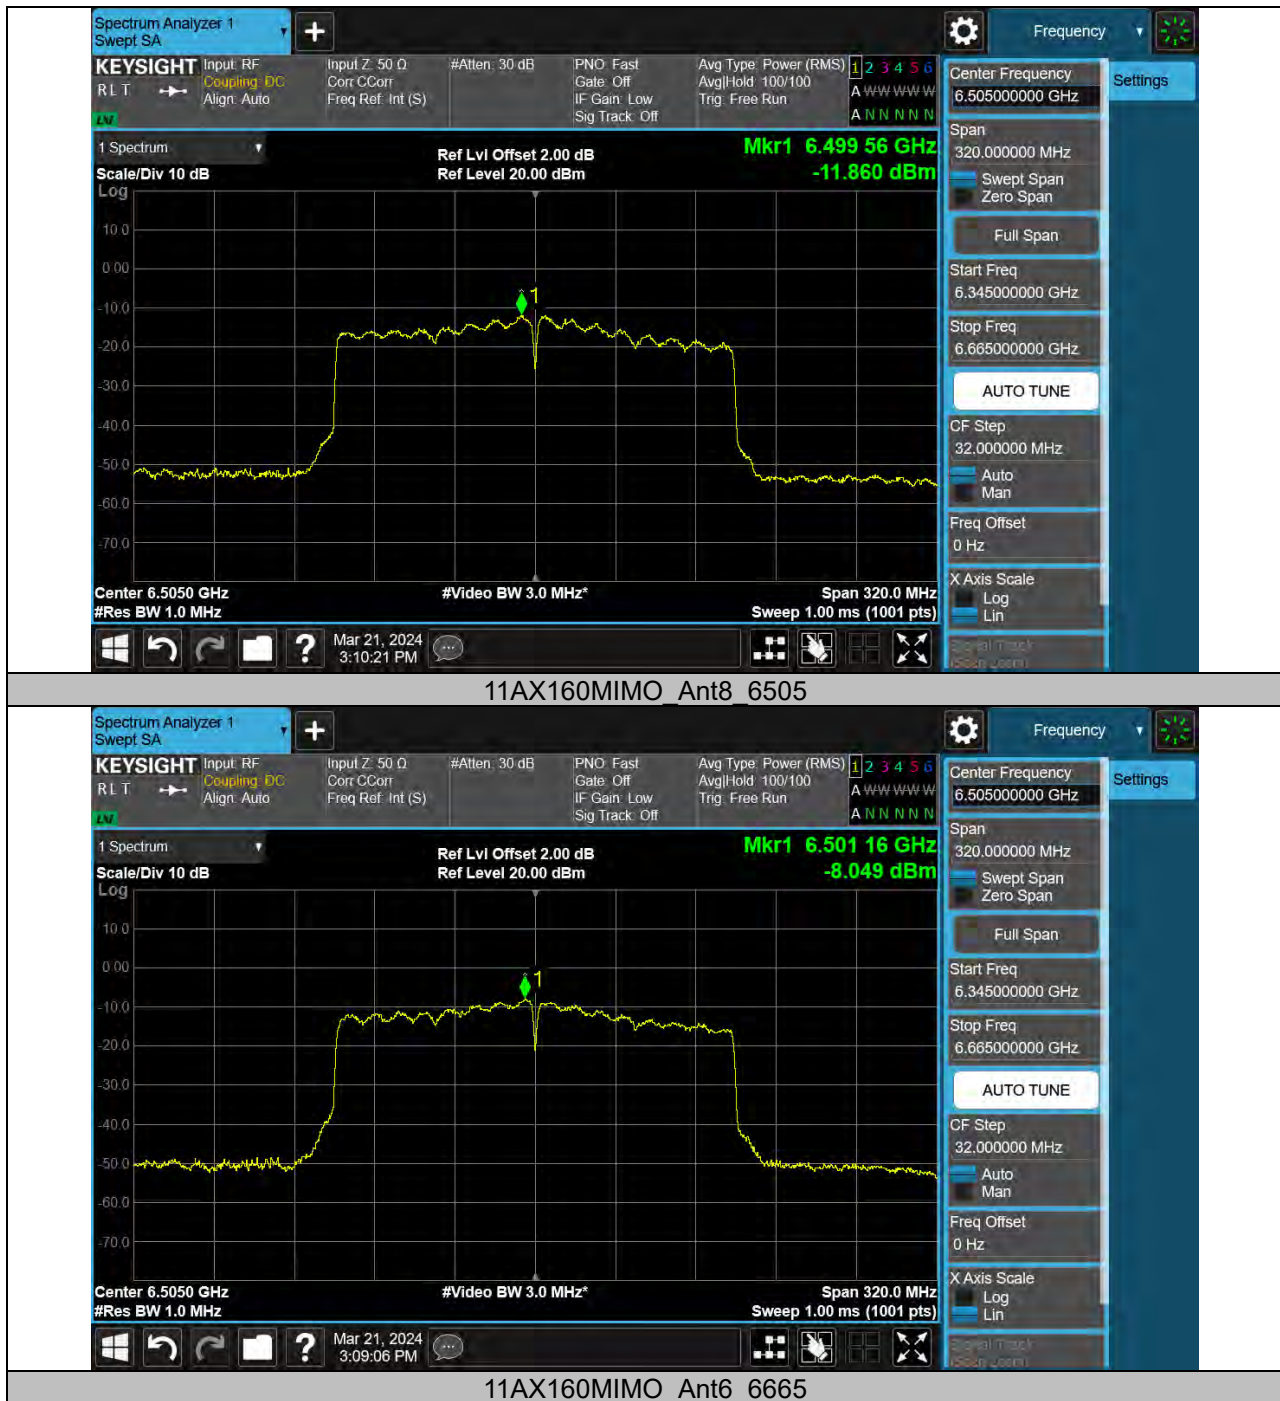 Spectrum Analyzer 1
Swept SA
Frequency
KEYSIGHT
RLT
LXI
Input: RF
Coupling: DC
Align: Auto
Input Z: 50 Ω
Corr CCorr
Freq Ref: Int (S)
#Atten: 30 dB
PNO: Fast
Gate: Off
IF Gain: Low
Sig Track: Off
Avg Type: Power (RMS)
Avg|Hold: 100/100
Trig: Free Run
1 2 3 4 5 6
A W W W W W
A N N N N N
Center Frequency
6.505000000 GHz
Settings
1 Spectrum
Scale/Div 10 dB
Ref Lvl Offset 2.00 dB
Ref Level 20.00 dBm
Mkr1 6.499 56 GHz
-11.860 dBm
Log
10.0
0.00
-10.0
-20.0
-30.0
-40.0
-50.0
-60.0
-70.0
1
Span
320.000000 MHz
Swept Span
Zero Span
Full Span
Start Freq
6.345000000 GHz
Stop Freq
6.665000000 GHz
AUTO TUNE
CF Step
32.000000 MHz
Auto
Man
Freq Offset
0 Hz
X Axis Scale
Log
Lin
Signal Track
(Span Zoom)
Center 6.5050 GHz
#Res BW 1.0 MHz
#Video BW 3.0 MHz*
Span 320.0 MHz
Sweep 1.00 ms (1001 pts)
Mar 21, 2024
3:10:21 PM
11AX160MIMO_Ant8_6505
Spectrum Analyzer 1
Swept SA
Frequency
KEYSIGHT
RLT
LXI
Input: RF
Coupling: DC
Align: Auto
Input Z: 50 Ω
Corr CCorr
Freq Ref: Int (S)
#Atten: 30 dB
PNO: Fast
Gate: Off
IF Gain: Low
Sig Track: Off
Avg Type: Power (RMS)
Avg|Hold: 100/100
Trig: Free Run
1 2 3 4 5 6
A W W W W W
A N N N N N
Center Frequency
6.505000000 GHz
Settings
1 Spectrum
Scale/Div 10 dB
Ref Lvl Offset 2.00 dB
Ref Level 20.00 dBm
Mkr1 6.501 16 GHz
-8.049 dBm
Log
10.0
0.00
-10.0
-20.0
-30.0
-40.0
-50.0
-60.0
-70.0
1
Span
320.000000 MHz
Swept Span
Zero Span
Full Span
Start Freq
6.345000000 GHz
Stop Freq
6.665000000 GHz
AUTO TUNE
CF Step
32.000000 MHz
Auto
Man
Freq Offset
0 Hz
X Axis Scale
Log
Lin
Signal Track
(Span Zoom)
Center 6.5050 GHz
#Res BW 1.0 MHz
#Video BW 3.0 MHz*
Span 320.0 MHz
Sweep 1.00 ms (1001 pts)
Mar 21, 2024
3:09:06 PM
11AX160MIMO_Ant6_6665